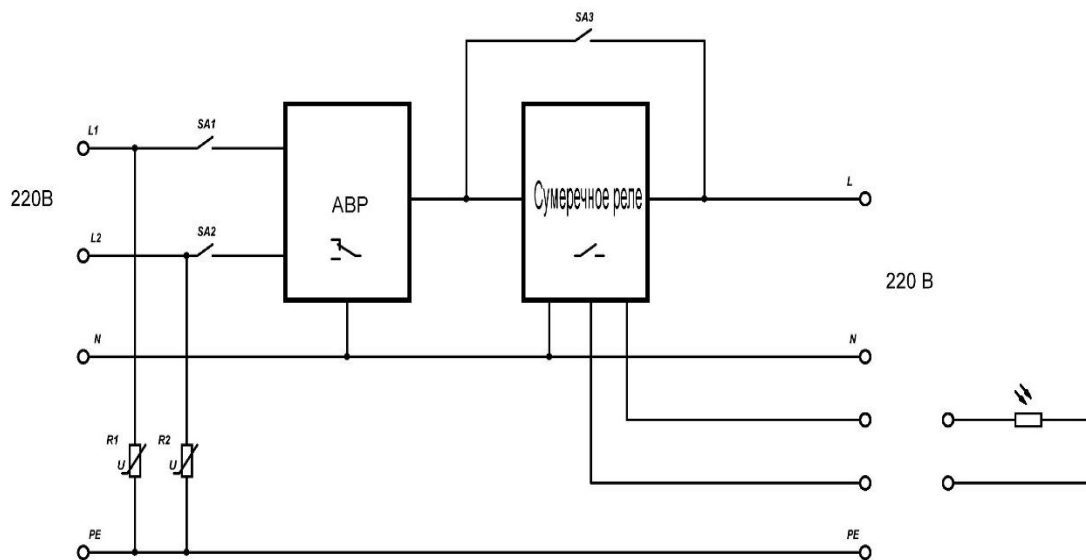 SA3
L1
SA1
220В
АВР
Сумеречное реле
L
L2
SA2
220 В
N
N
R1
R2
U
U
PE
PE